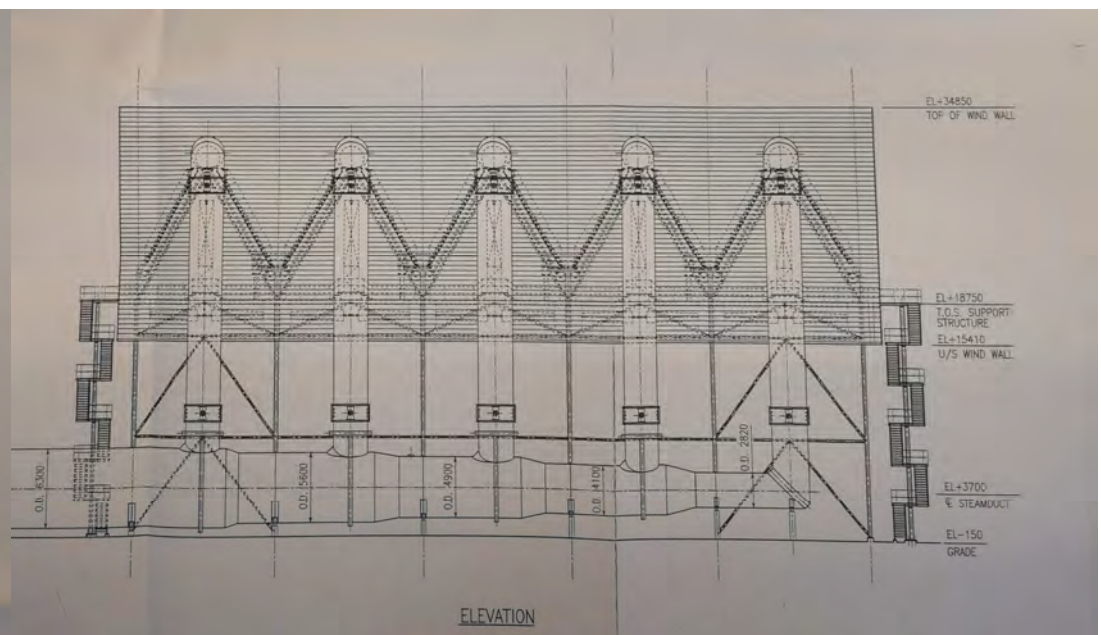 EL+34850
TOP OF WIND WALL
EL+18750
T.O.S. SUPPORT
STRUCTURE
EL+15410
U/S WIND WALL
O.D. 6300
O.D. 5600
O.D. 4900
O.D. 4100
O.D. 2820
EL+3700
℄ STEAMDUCT
EL-150
GRADE
ELEVATION